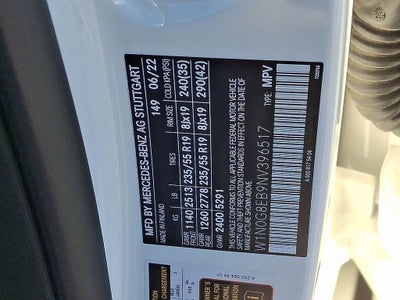 MFD BY MERCEDES-BENZ AG STUTTGART
MADE IN FINLAND 149 06/22
KG LB TIRES RIM SIZE COLD kPA/(PSI)
GAWR FRONT 1140 2513 235/55 R19 8Jx19 240(35)
GAWR REAR 1260 2778 235/55 R19 8Jx19 290(42)
GVWR 2400 5291
THIS VEHICLE CONFORMS TO ALL APPLICABLE FEDERAL MOTOR VEHICLE
SAFETY AND THEFT PREVENTION STANDARDS IN EFFECT ON THE DATE OF
MANUFACTURE SHOWN ABOVE.
W1N0G8EB9NV396517 TYPE: MPV